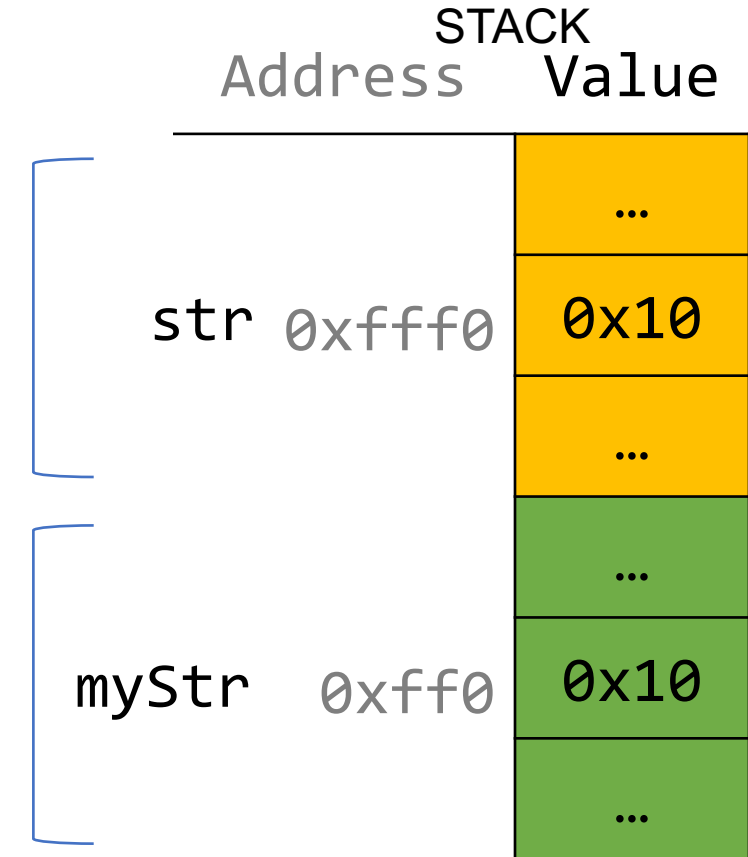 STACK
Address Value
…
str 0xfff0 0x10
…
…
myStr 0xff0 0x10
…